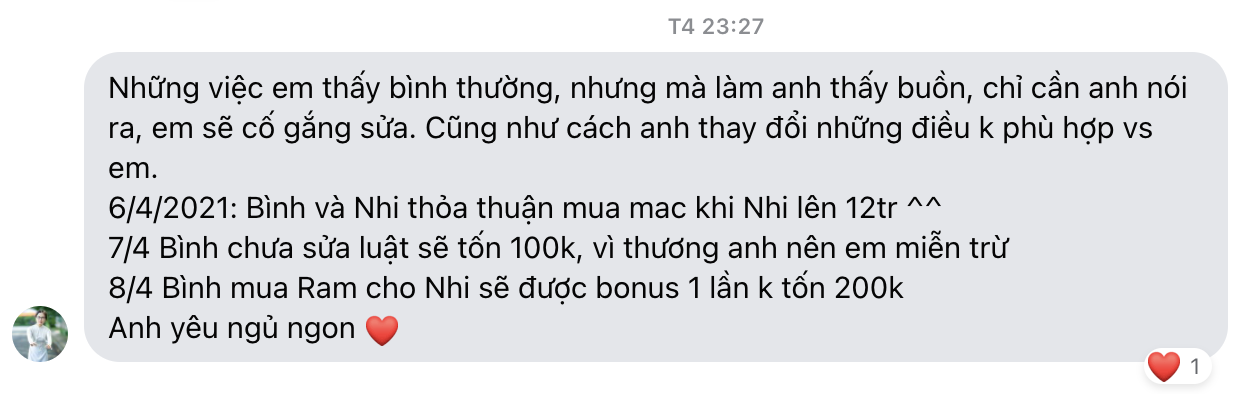 T4 23:27
Những việc em thấy bình thường, nhưng mà làm anh thấy buồn, chỉ cần anh nói
ra, em sẽ cố gắng sửa. Cũng như cách anh thay đổi những điều k phù hợp vs
em.
6/4/2021: Bình và Nhi thỏa thuận mua mac khi Nhi lên 12tr ^^
7/4 Bình chưa sửa luật sẽ tốn 100k, vì thương anh nên em miễn trừ
8/4 Bình mua Ram cho Nhi sẽ được bonus 1 lần k tốn 200k
Anh yêu ngủ ngon ❤️
❤️ 1